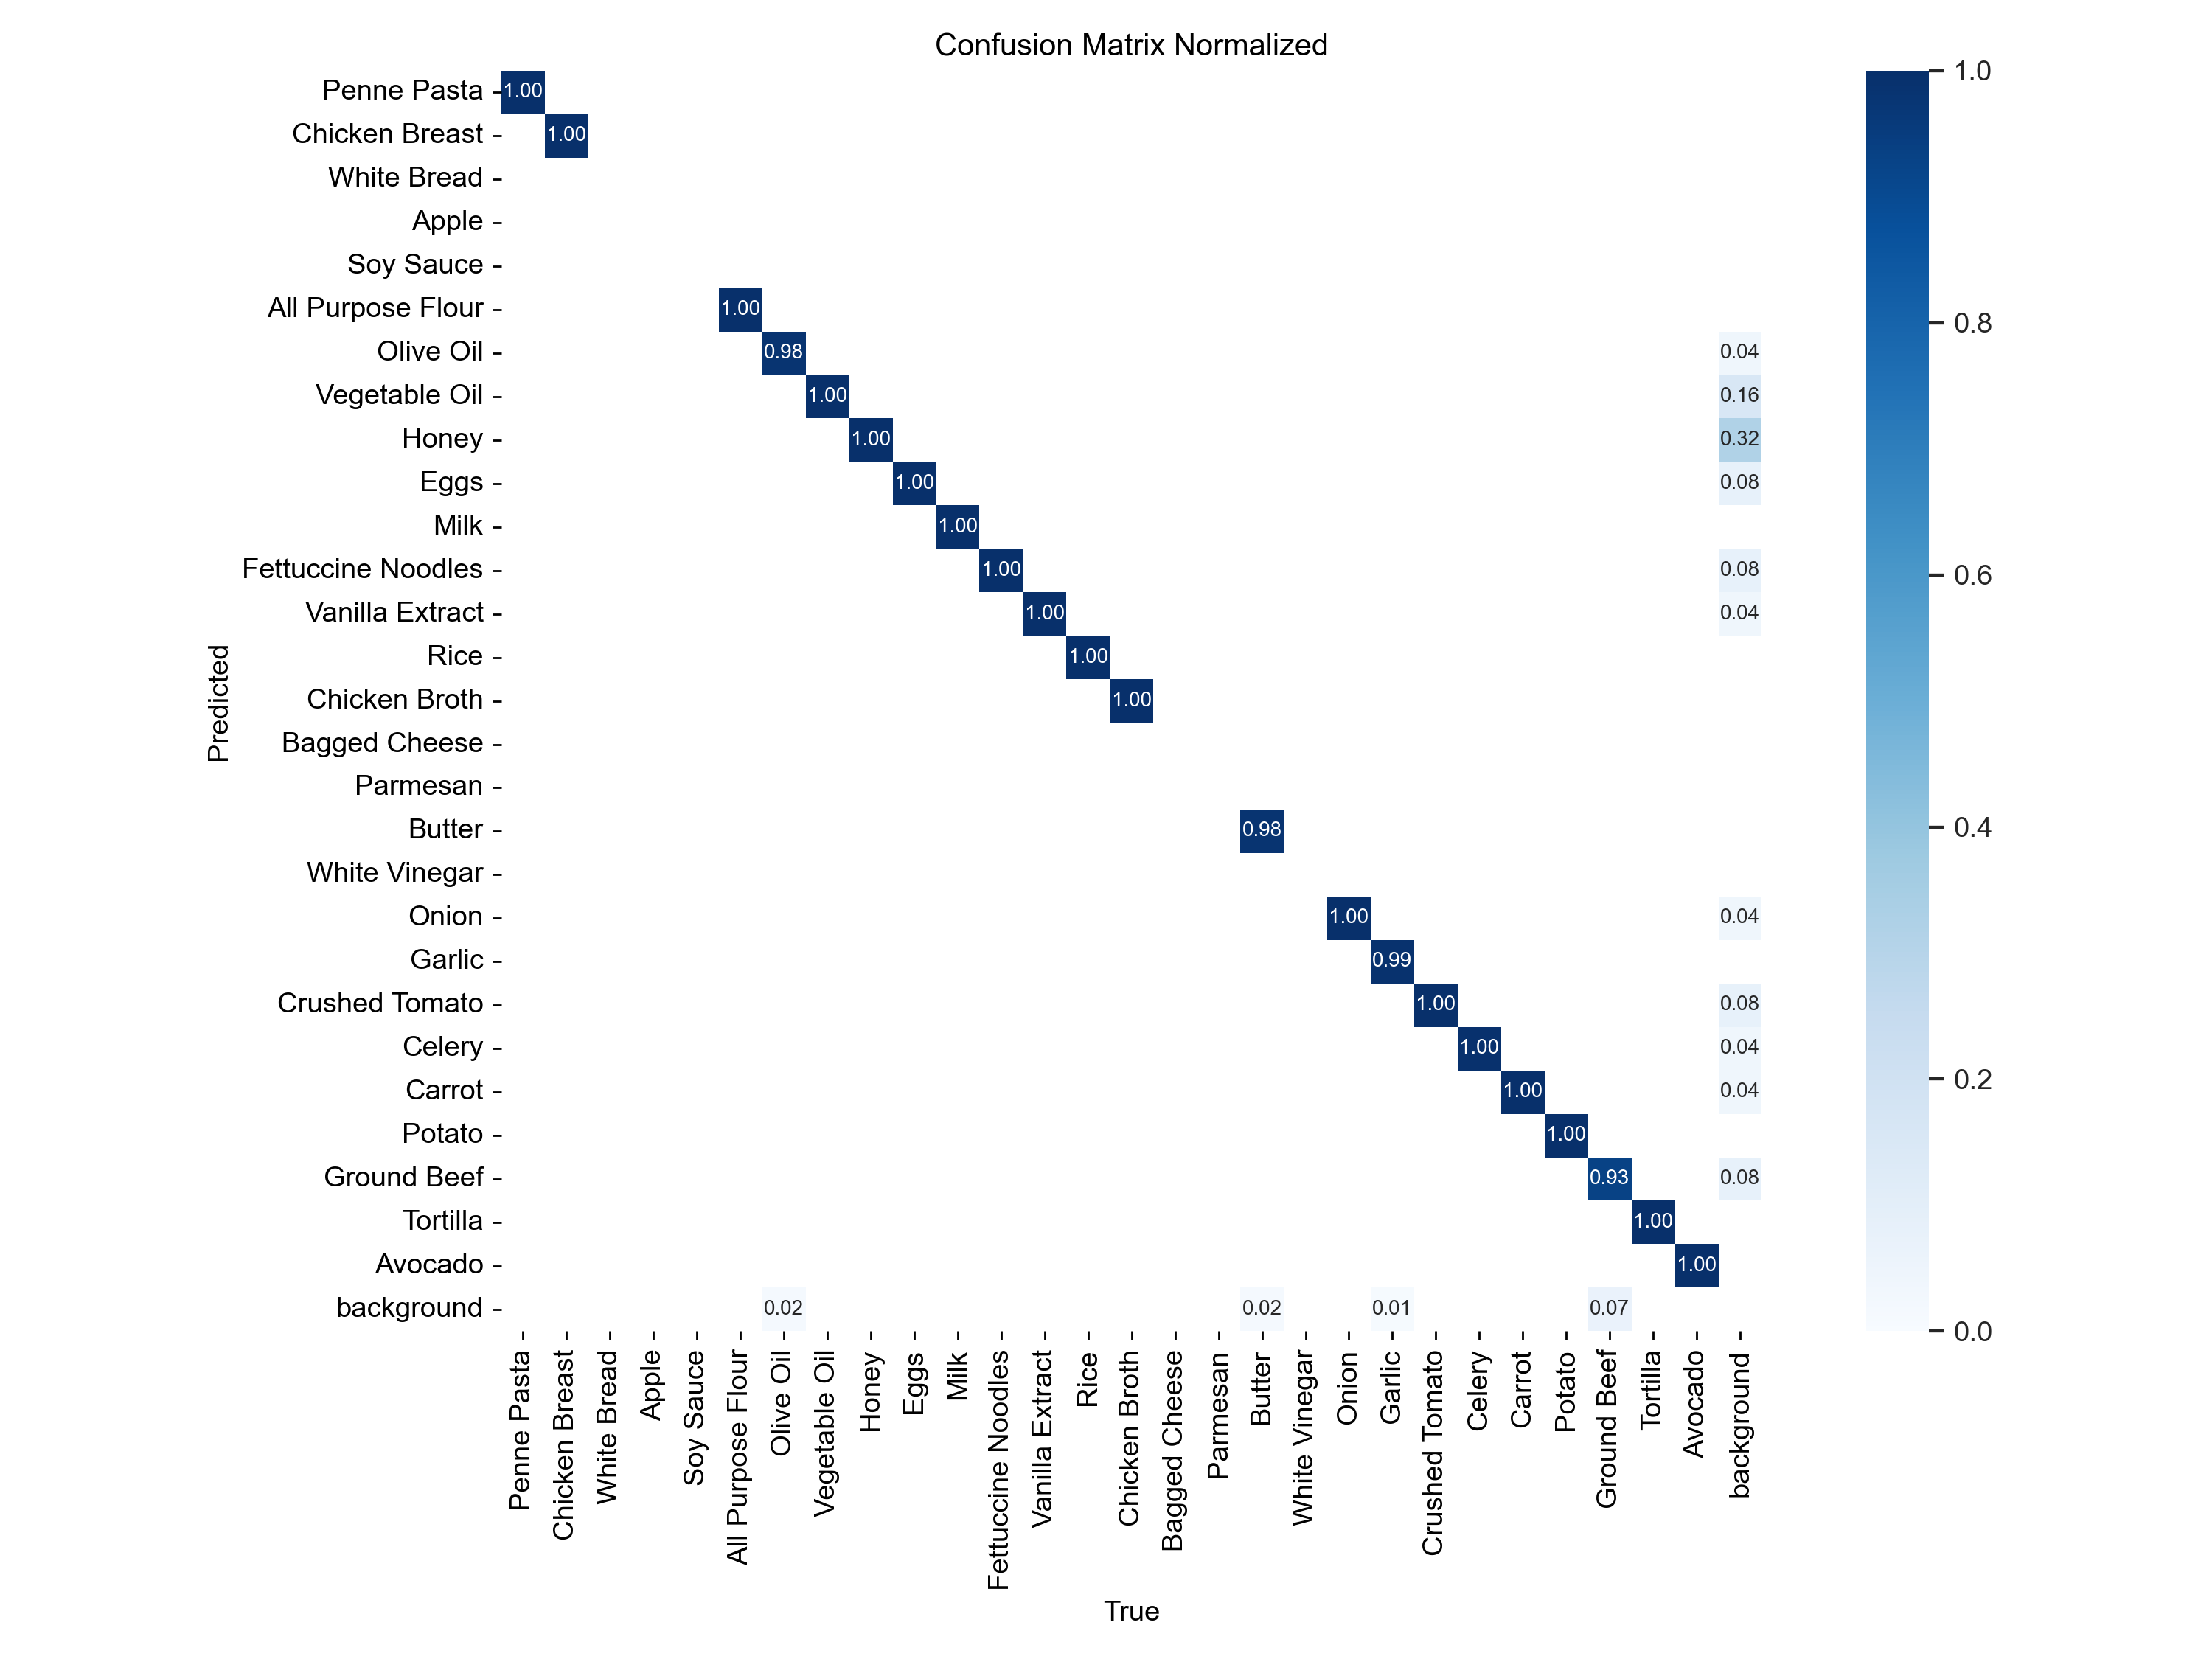 Confusion Matrix Normalized
Penne Pasta 1.00
Chicken Breast 1.00
White Bread
Apple
Soy Sauce
All Purpose Flour 1.00
Olive Oil 0.98 0.04
Vegetable Oil 1.00 0.16
Honey 1.00 0.32
Eggs 1.00 0.08
Milk 1.00
Fettuccine Noodles 1.00 0.08
Vanilla Extract 1.00 0.04
Rice 1.00
Chicken Broth 1.00
Bagged Cheese
Parmesan
Butter 0.98
White Vinegar
Onion 1.00 0.04
Garlic 0.99
Crushed Tomato 1.00 0.08
Celery 1.00 0.04
Carrot 1.00 0.04
Potato 1.00
Ground Beef 0.93 0.08
Tortilla 1.00
Avocado 1.00
background 0.02 0.02 0.01 0.07
Predicted
Penne Pasta
Chicken Breast
White Bread
Apple
Soy Sauce
All Purpose Flour
Olive Oil
Vegetable Oil
Honey
Eggs
Milk
Fettuccine Noodles
Vanilla Extract
Rice
Chicken Broth
Bagged Cheese
Parmesan
Butter
White Vinegar
Onion
Garlic
Crushed Tomato
Celery
Carrot
Potato
Ground Beef
Tortilla
Avocado
background
True
1.0
0.8
0.6
0.4
0.2
0.0